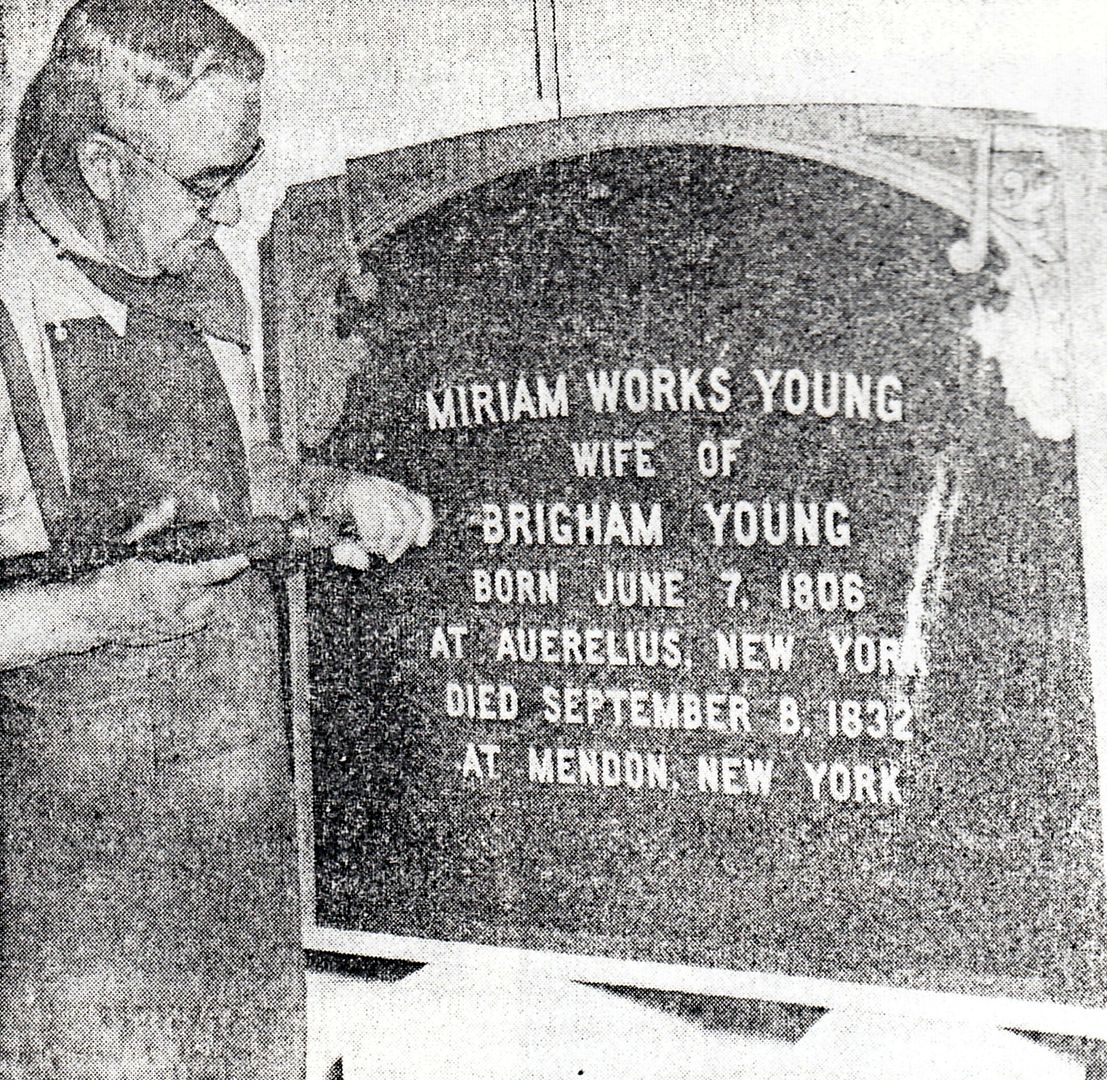 MIRIAM WORKS YOUNG
WIFE OF
BRIGHAM YOUNG
BORN JUNE 7, 1806
AT AUERELIUS, NEW YORK
DIED SEPTEMBER 8, 1832
AT MENDON, NEW YORK